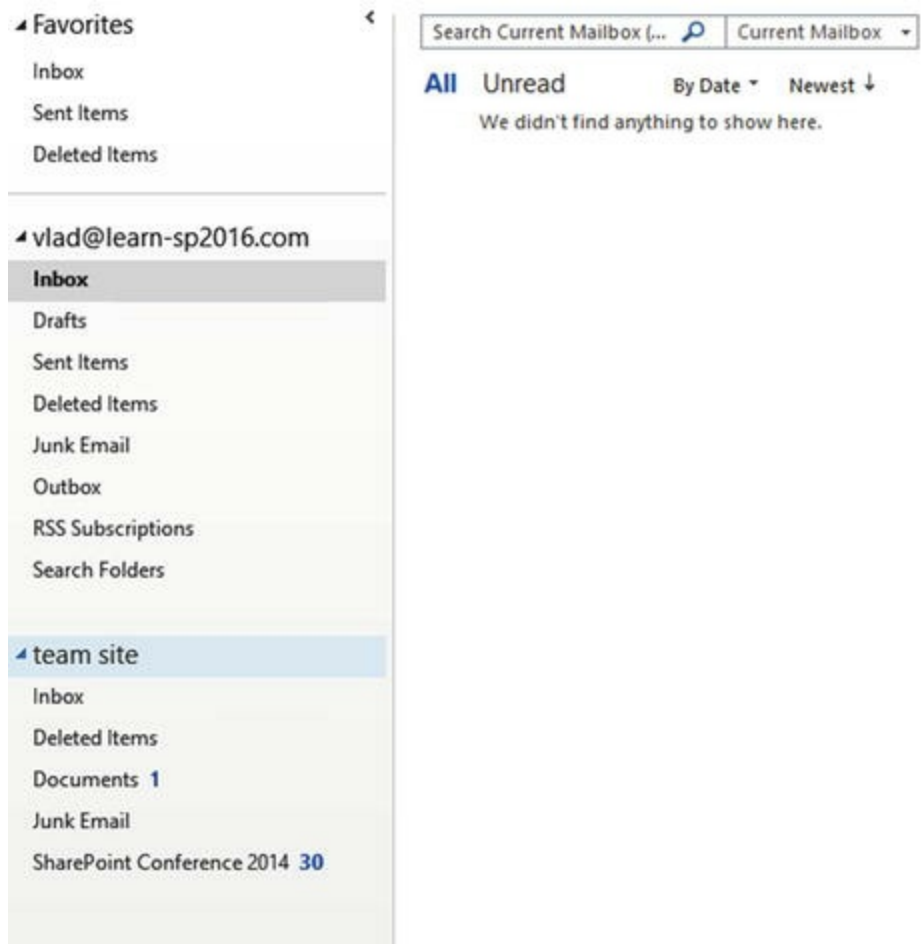 Favorites
Inbox
Sent Items
Deleted Items
vlad@learn-sp2016.com
Inbox
Drafts
Sent Items
Deleted Items
Junk Email
Outbox
RSS Subscriptions
Search Folders
team site
Inbox
Deleted Items
Documents 1
Junk Email
SharePoint Conference 2014 30
Search Current Mailbox (... Current Mailbox
All Unread By Date Newest ↓
We didn't find anything to show here.